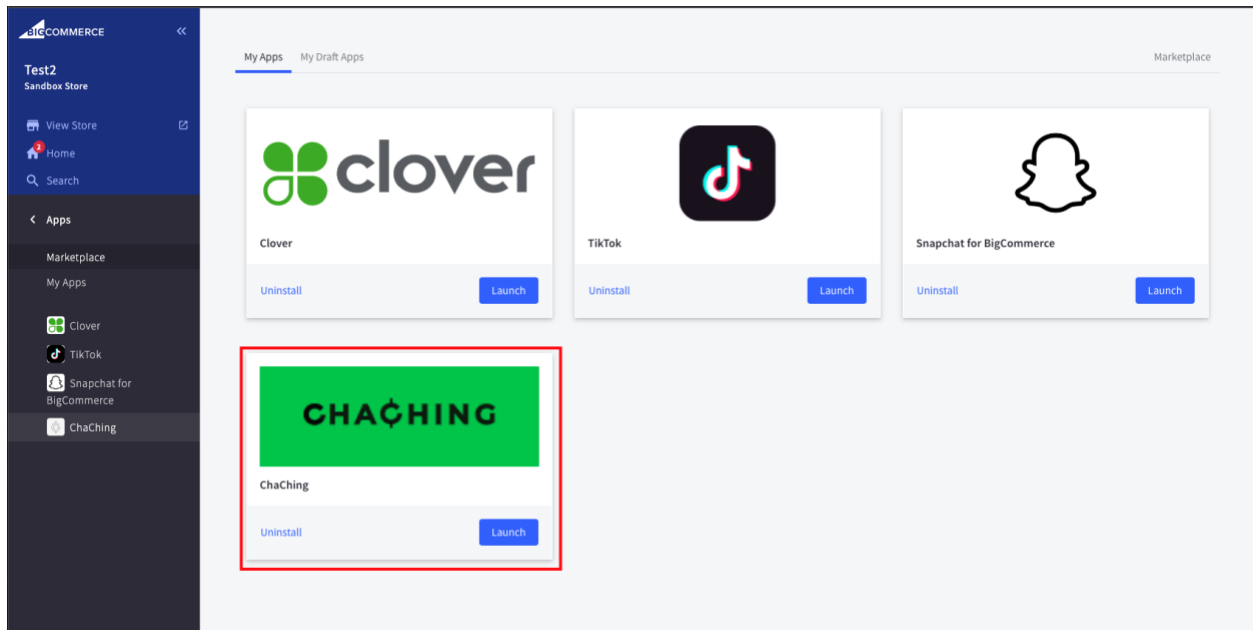 BIGCOMMERCE
Test2
Sandbox Store
View Store
2
Home
Search
Apps
Marketplace
My Apps
Clover
TikTok
Snapchat for
BigCommerce
ChaChing
My Apps My Draft Apps Marketplace
clover
Clover
Uninstall Launch
TikTok
Uninstall Launch
Snapchat for BigCommerce
Uninstall Launch
CHA₵HING
ChaChing
Uninstall Launch